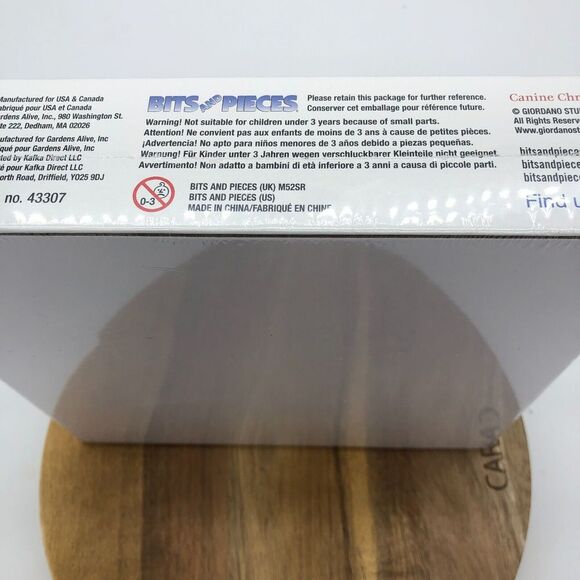 Manufactured for USA & Canada
abriqué pour USA et Canada
rdens Alive, Inc., 980 Washington St.
te 222, Dedham, MA 02026
nufactured for Gardens Alive, Inc
iqué pour Gardens Alive, Inc
ted by Kafka Direct LLC
é pour Kafka Direct LLC
orth Road, Driffield, YO25 9DJ
no. 43307
BITS AND PIECES
Please retain this package for further reference.
Conserver cet emballage pour référence future.
Warning! Not suitable for children under 3 years because of small parts.
Attention! Ne convient pas aux enfants de moins de 3 ans à cause de petites pièces.
¡Advertencia! No apto para niños menores de 3 años debido a piezas pequeñas.
Warnung! Für Kinder unter 3 Jahren wegen verschluckbarer Kleinteile nicht geeignet.
Avvertimento! Non adatto a bambini di età inferiore a 3 anni a causa di piccole parti.
0-3
BITS AND PIECES (UK) M52SR
BITS AND PIECES (US)
MADE IN CHINA/FABRIQUÉ EN CHINE
Canine Chr
© GIORDANO STU
All Rights Reserv
Www.giordanos
bitsandpiec
bitsandpiec
bitsandpie
Find u
CARA